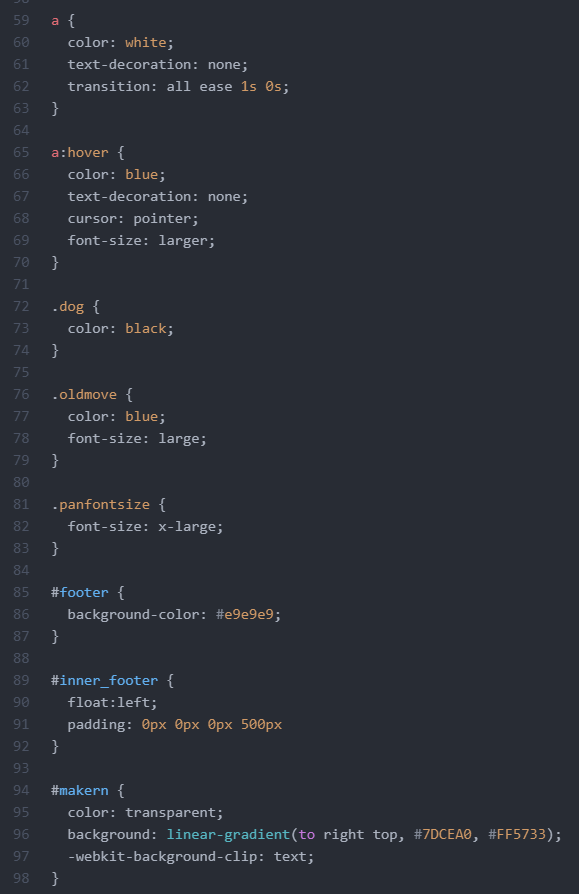 58
59 a {
60   color: white;
61   text-decoration: none;
62   transition: all ease 1s 0s;
63 }
64
65 a:hover {
66   color: blue;
67   text-decoration: none;
68   cursor: pointer;
69   font-size: larger;
70 }
71
72 .dog {
73   color: black;
74 }
75
76 .oldmove {
77   color: blue;
78   font-size: large;
79 }
80
81 .panfontsize {
82   font-size: x-large;
83 }
84
85 #footer {
86   background-color: #e9e9e9;
87 }
88
89 #inner_footer {
90   float:left;
91   padding: 0px 0px 0px 500px
92 }
93
94 #makern {
95   color: transparent;
96   background: linear-gradient(to right top, #7DCEA0, #FF5733);
97   -webkit-background-clip: text;
98 }